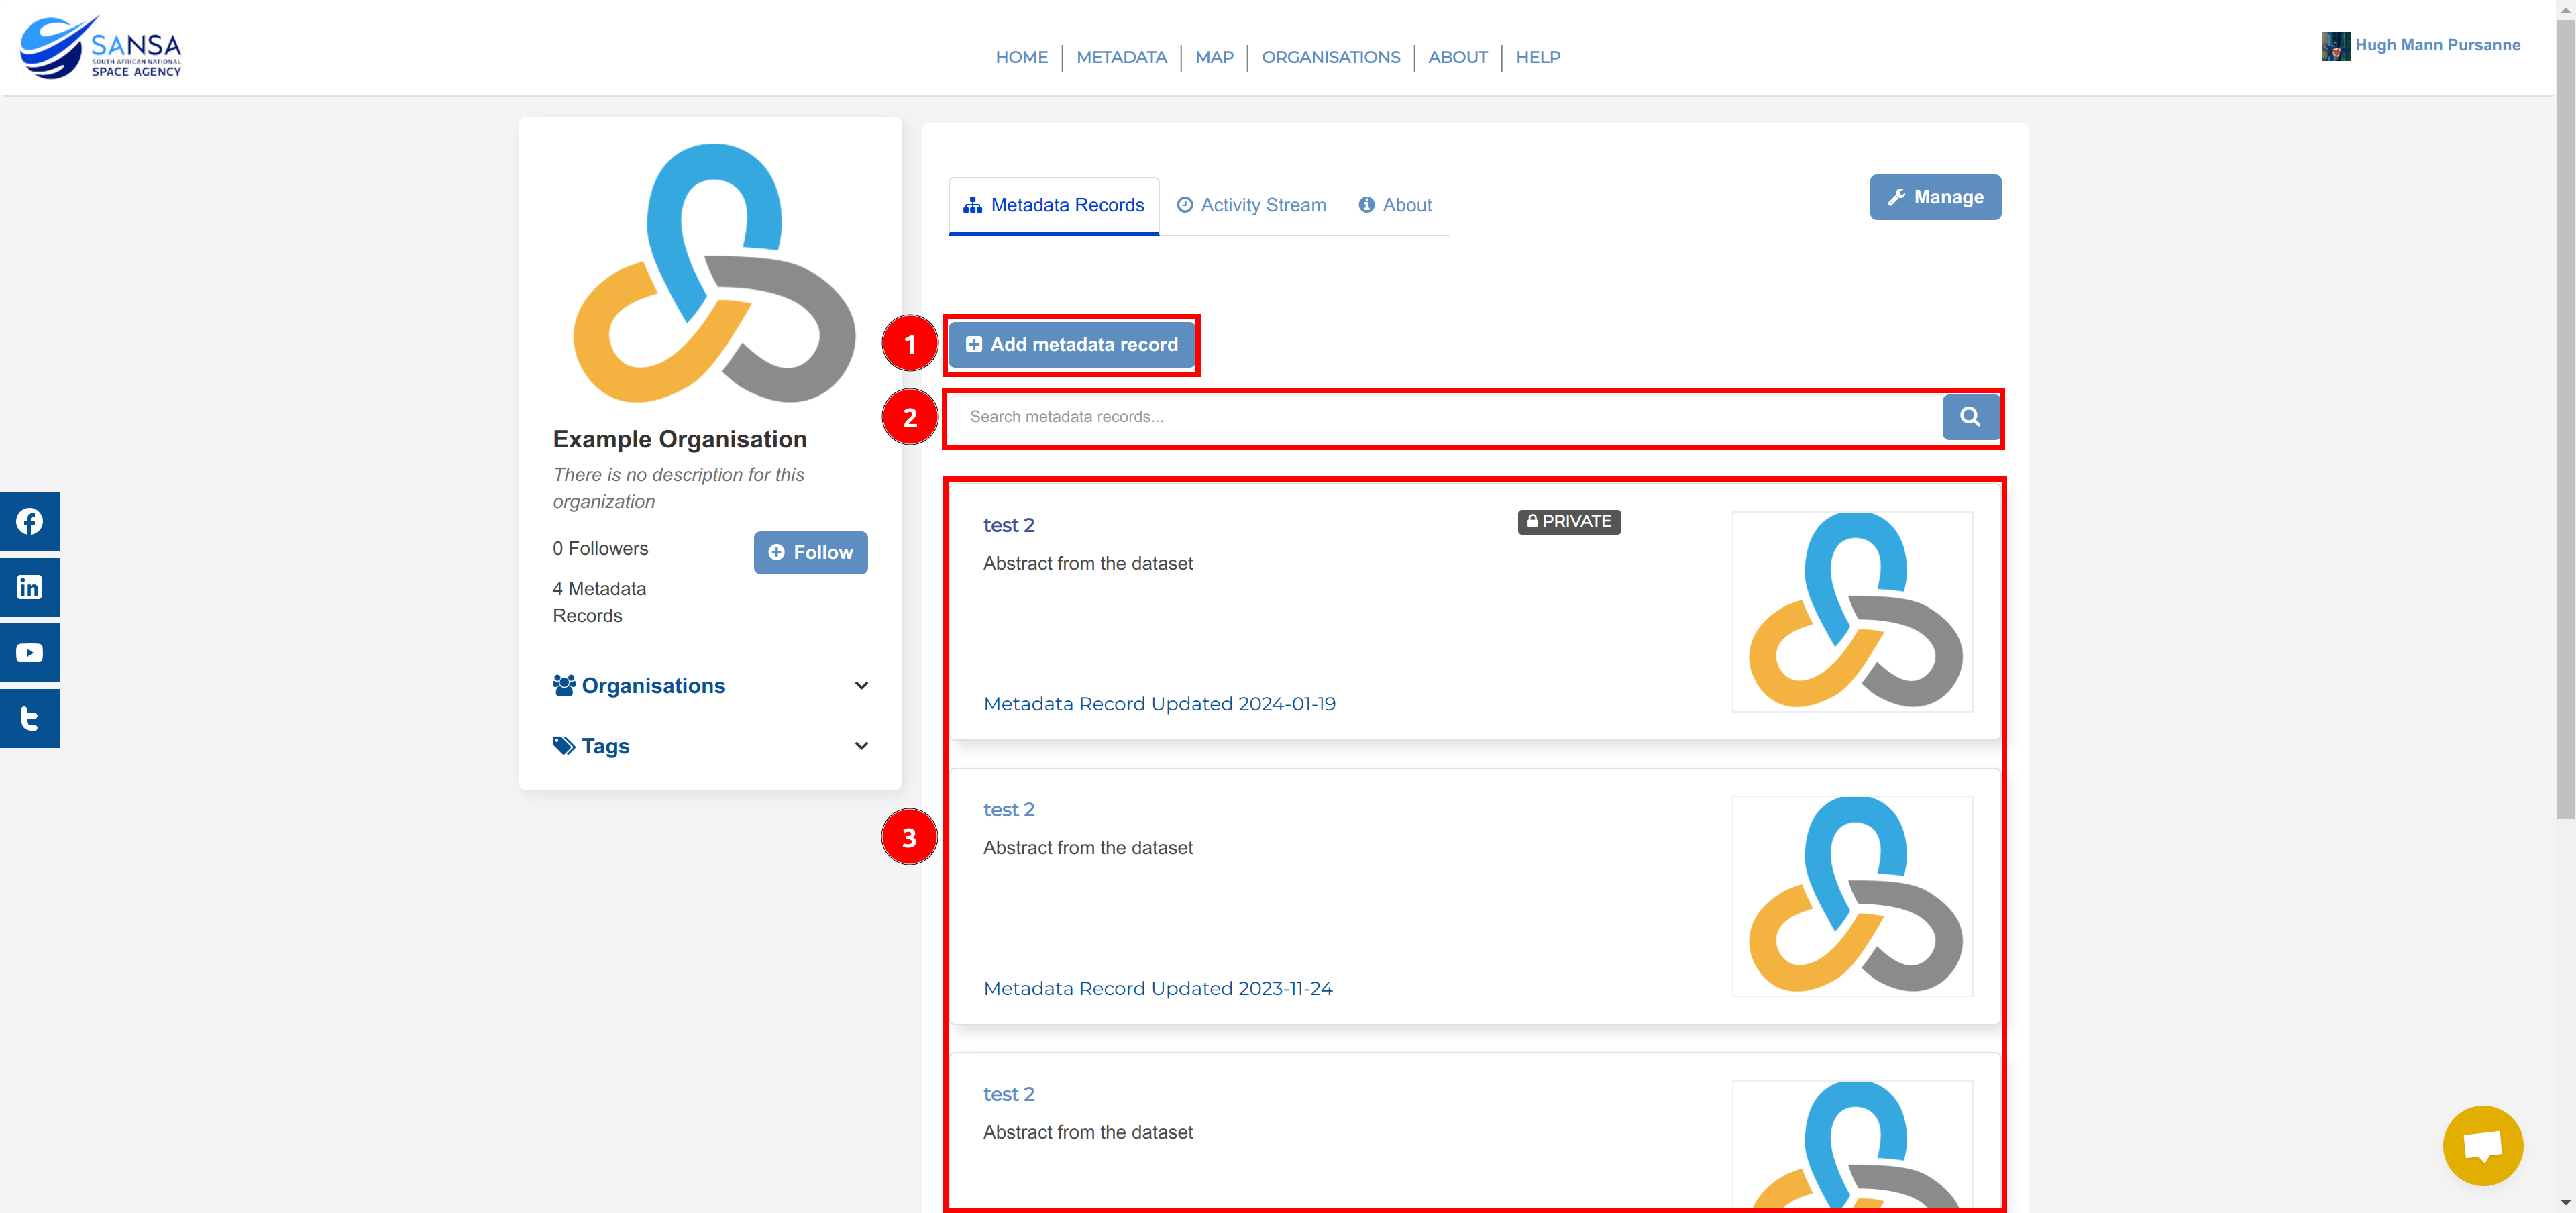 SANSA
SOUTH AFRICAN NATIONAL
SPACE AGENCY
HOME
METADATA
MAP
ORGANISATIONS
ABOUT
HELP
Hugh Mann Pursanne
Metadata Records
Activity Stream
About
Manage
1
Add metadata record
2
Search metadata records...
Example Organisation
There is no description for this
organization
0 Followers
Follow
4 Metadata
Records
Organisations
Tags
test 2
PRIVATE
Abstract from the dataset
Metadata Record Updated 2024-01-19
3
test 2
Abstract from the dataset
Metadata Record Updated 2023-11-24
test 2
Abstract from the dataset